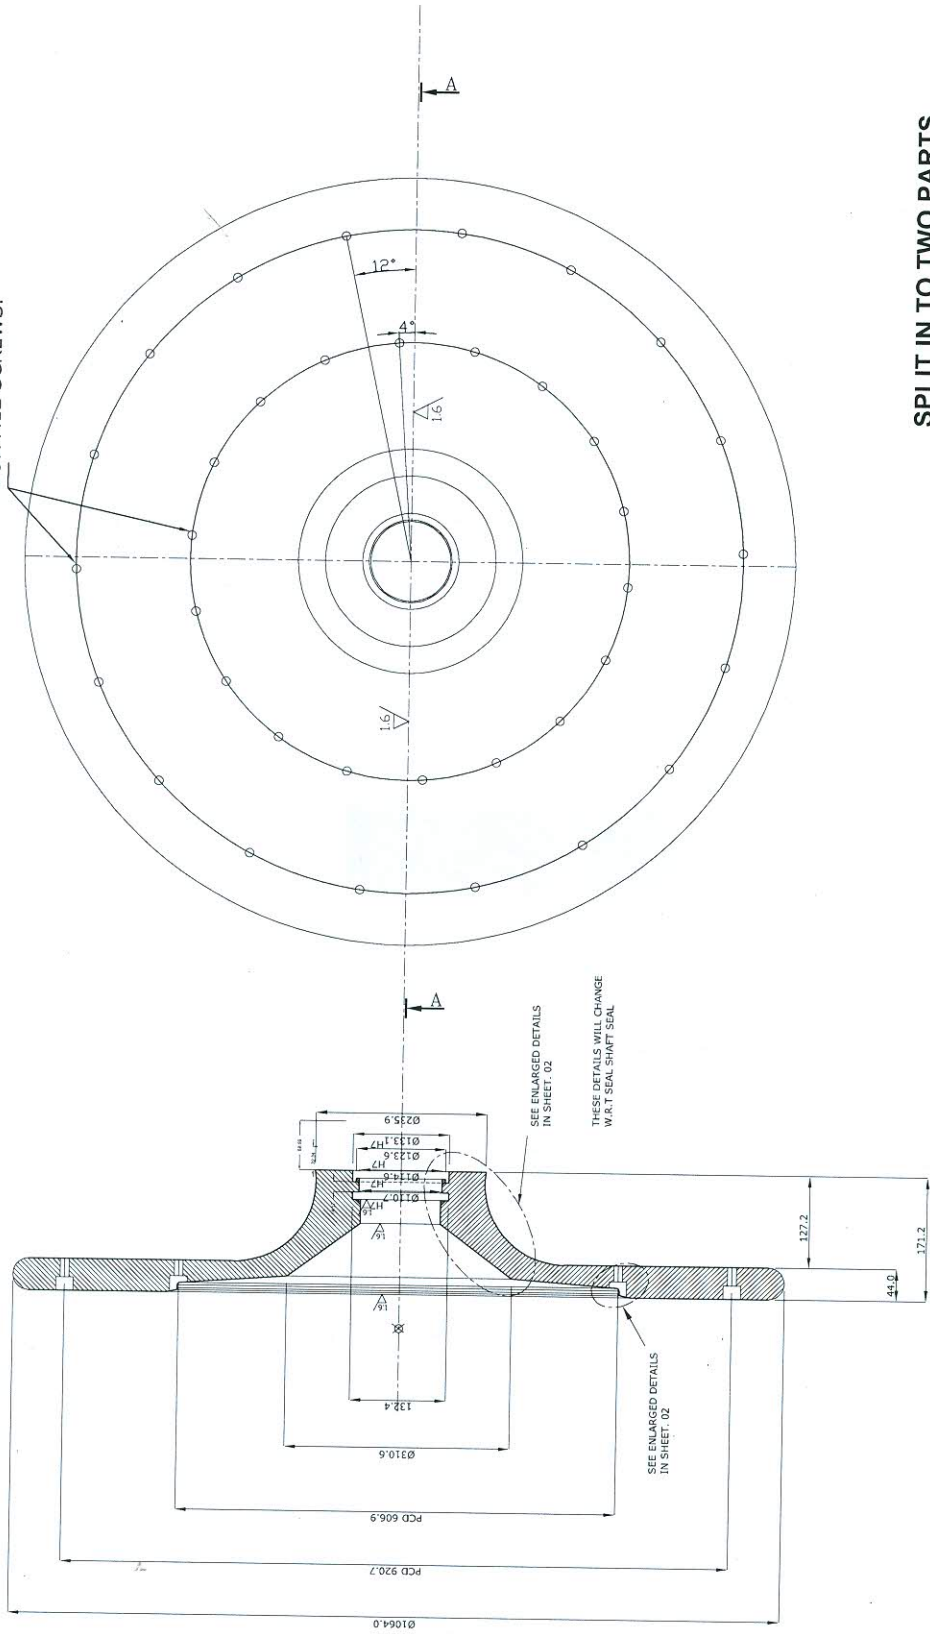 A
12°
4°
1.6
1.6
A
SPLIT IN TO TWO PARTS
SEE ENLARGED DETAILS
IN SHEET. 02
THESE DETAILS WILL CHANGE
W.R.T SEAL SHAFT SEAL
Ø235.9
Ø133.1
H7
Ø123.6
H7
Ø114.6
H7
Ø110.7
H7
1.6
1.6
1.6
127.2
44.0
171.2
132.4
Ø310.6
SEE ENLARGED DETAILS
IN SHEET. 02
PCD 606.9
PCD 920.7
Ø1064.0